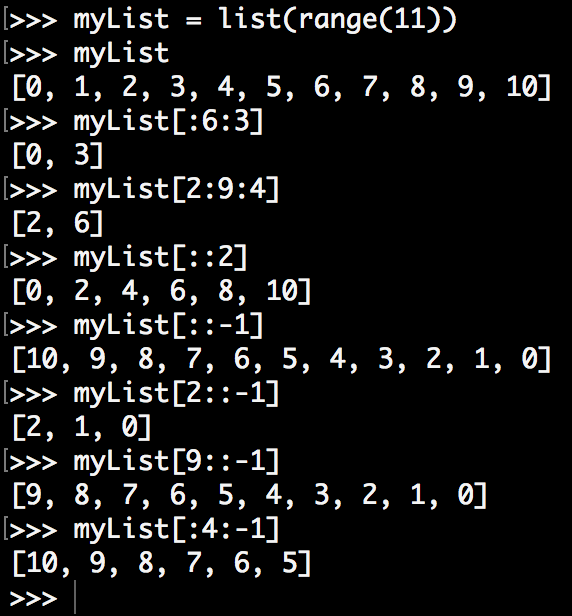 >>> myList = list(range(11))
>>> myList
[0, 1, 2, 3, 4, 5, 6, 7, 8, 9, 10]
>>> myList[:6:3]
[0, 3]
>>> myList[2:9:4]
[2, 6]
>>> myList[::2]
[0, 2, 4, 6, 8, 10]
>>> myList[::-1]
[10, 9, 8, 7, 6, 5, 4, 3, 2, 1, 0]
>>> myList[2::-1]
[2, 1, 0]
>>> myList[9::-1]
[9, 8, 7, 6, 5, 4, 3, 2, 1, 0]
>>> myList[:4:-1]
[10, 9, 8, 7, 6, 5]
>>>